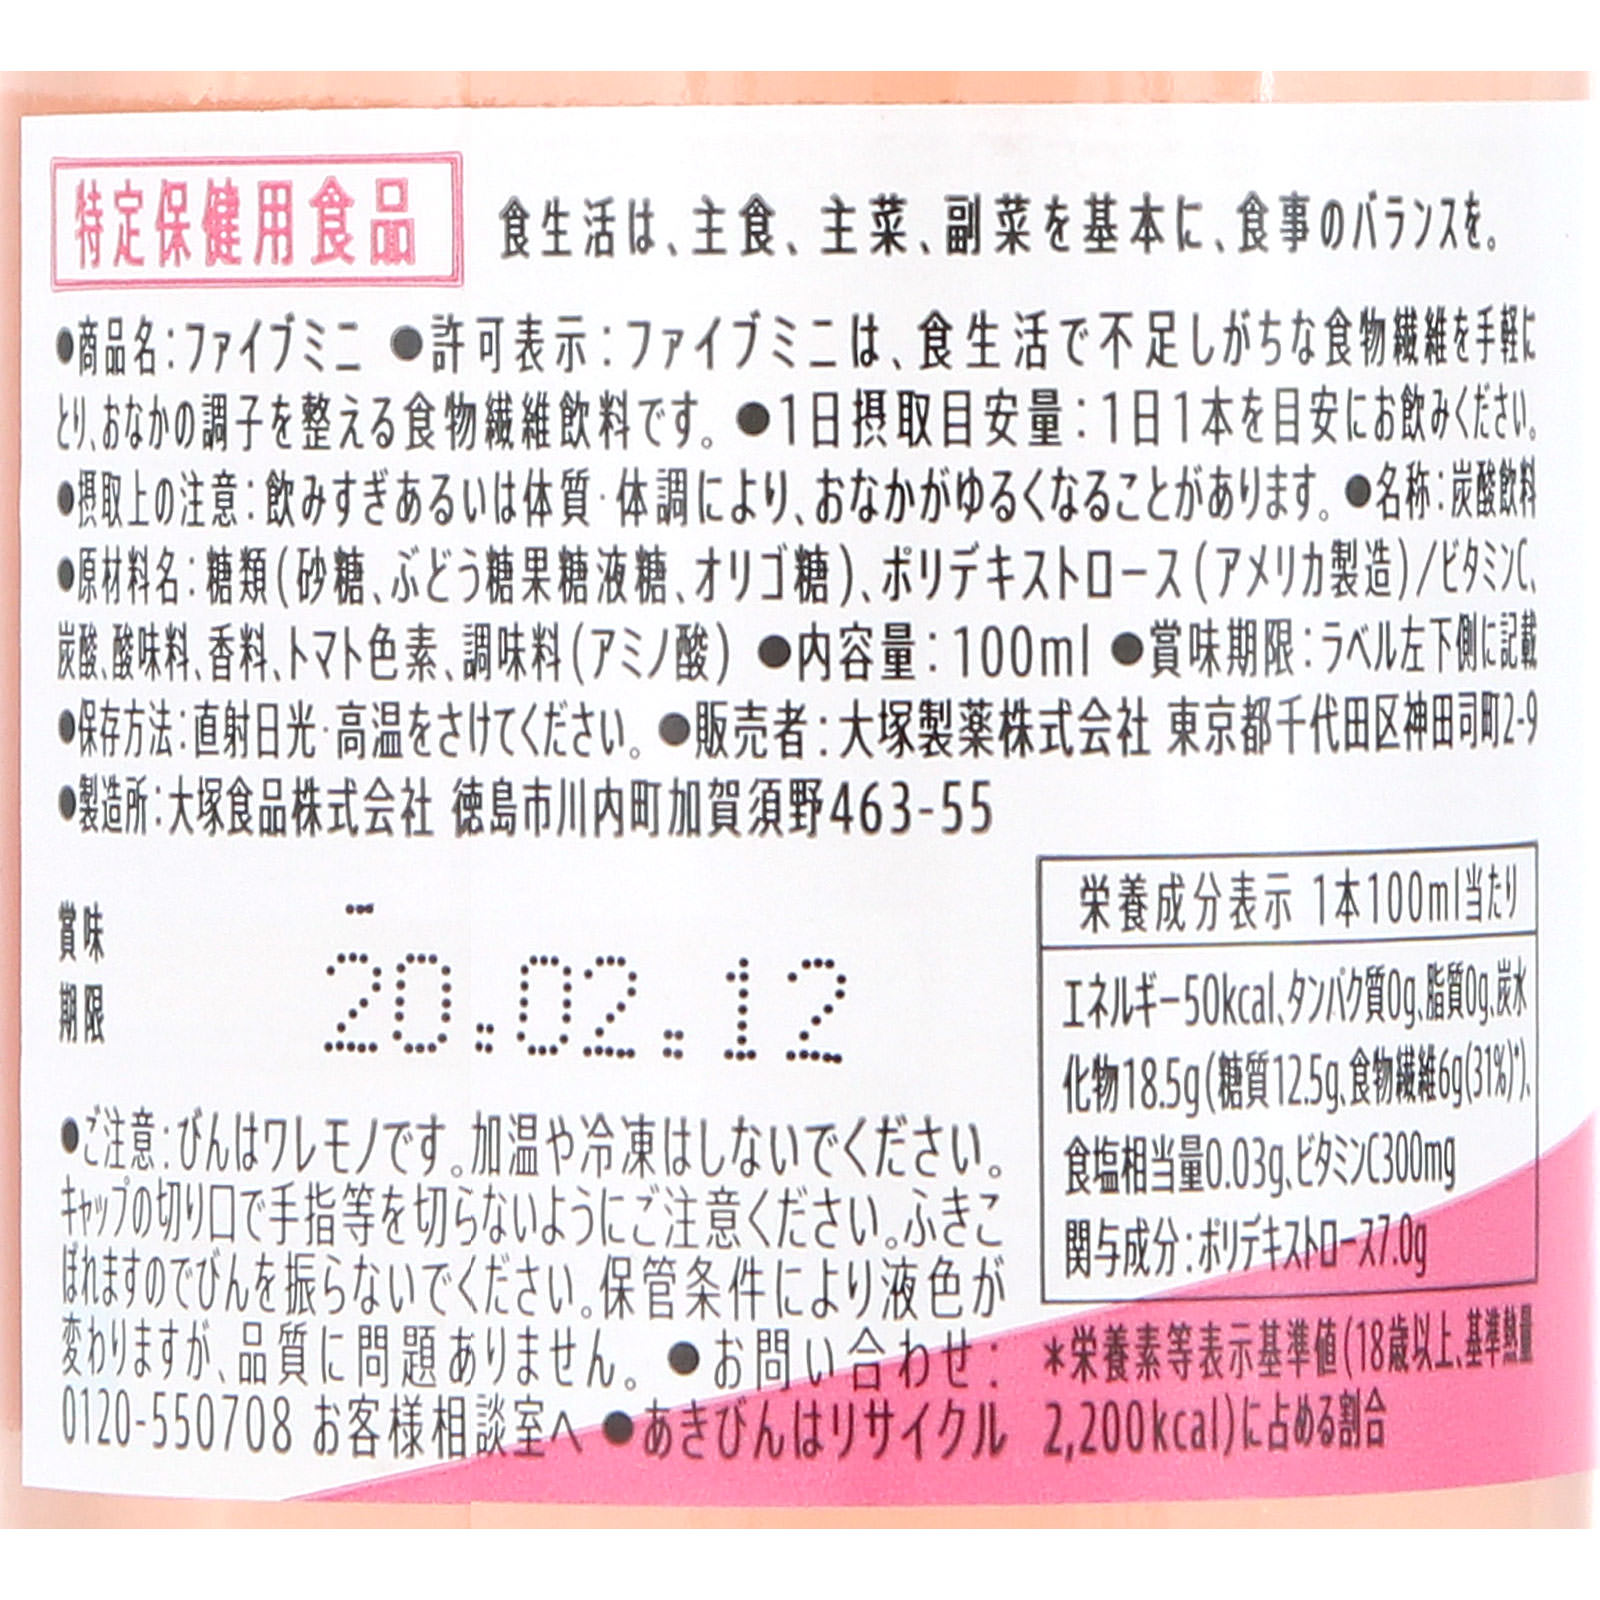 特定保健用食品 食生活は、主食、主菜、副菜を基本に、食事のバランスを。
●商品名：ファイブミニ ●許可表示：ファイブミニは、食生活で不足しがちな食物繊維を手軽に
とり、おなかの調子を整える食物繊維飲料です。●1日摂取目安量：1日1本を目安にお飲みください。
●摂取上の注意：飲みすぎあるいは体質・体調により、おなかがゆるくなることがあります。●名称：炭酸飲料
●原材料名：糖類(砂糖、ぶどう糖果糖液糖、オリゴ糖)、ポリデキストロース(アメリカ製造)/ビタミンC、
炭酸、酸味料、香料、トマト色素、調味料(アミノ酸) ●内容量：100ml ●賞味期限：ラベル左下側に記載
●保存方法：直射日光・高温をさけてください。●販売者：大塚製薬株式会社 東京都千代田区神田司町2-9
●製造所：大塚食品株式会社 徳島市川内町加賀須野463-55
賞味
期限
20.02.12
●ご注意：びんはワレモノです。加温や冷凍はしないでください。
キャップの切り口で手指等を切らないようにご注意ください。ふきこ
ぼれますのでびんを振らないでください。保管条件により液色が
変わりますが、品質に問題ありません。●お問い合わせ：
0120-550708 お客様相談室へ ●あきびんはリサイクル
栄養成分表示 1本100ml当たり
エネルギー50kcal、タンパク質0g、脂質0g、炭水
化物18.5g(糖質12.5g、食物繊維6g(31%)*)、
食塩相当量0.03g、ビタミンC300mg
関与成分：ポリデキストロース7.0g
*栄養素等表示基準値(18歳以上、基準熱量
2,200kcal)に占める割合